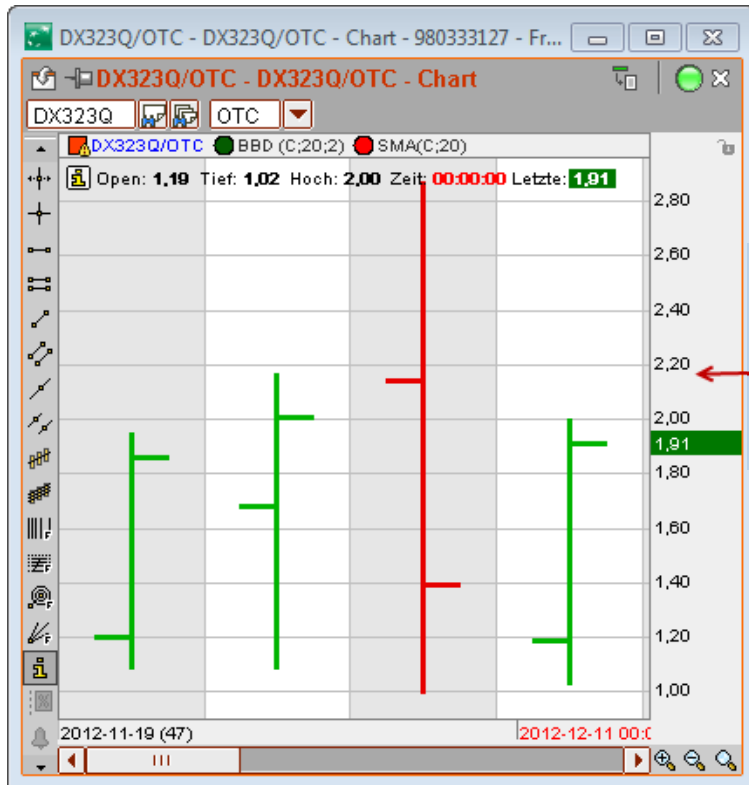 DX323Q/OTC - DX323Q/OTC - Chart - 980333127 - Fr...
DX323Q/OTC - DX323Q/OTC - Chart
DX323Q OTC
DX323Q/OTC BBD (C;20;2) SMA(C;20)
Open: 1,19 Tief: 1,02 Hoch: 2,00 Zeit: 00:00:00 Letzte: 1,91
2,80
2,60
2,40
2,20
2,00
1,91
1,80
1,60
1,40
1,20
1,00
2012-11-19 (47) 2012-12-11 00:0